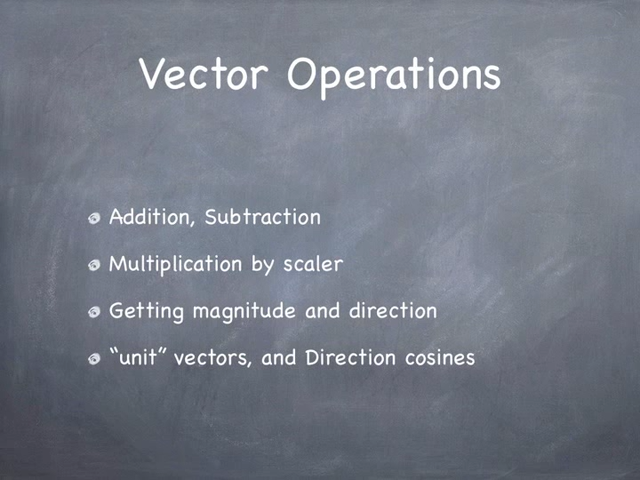 Vector Operations
Addition, Subtraction
Multiplication by scaler
Getting magnitude and direction
“unit” vectors, and Direction cosines